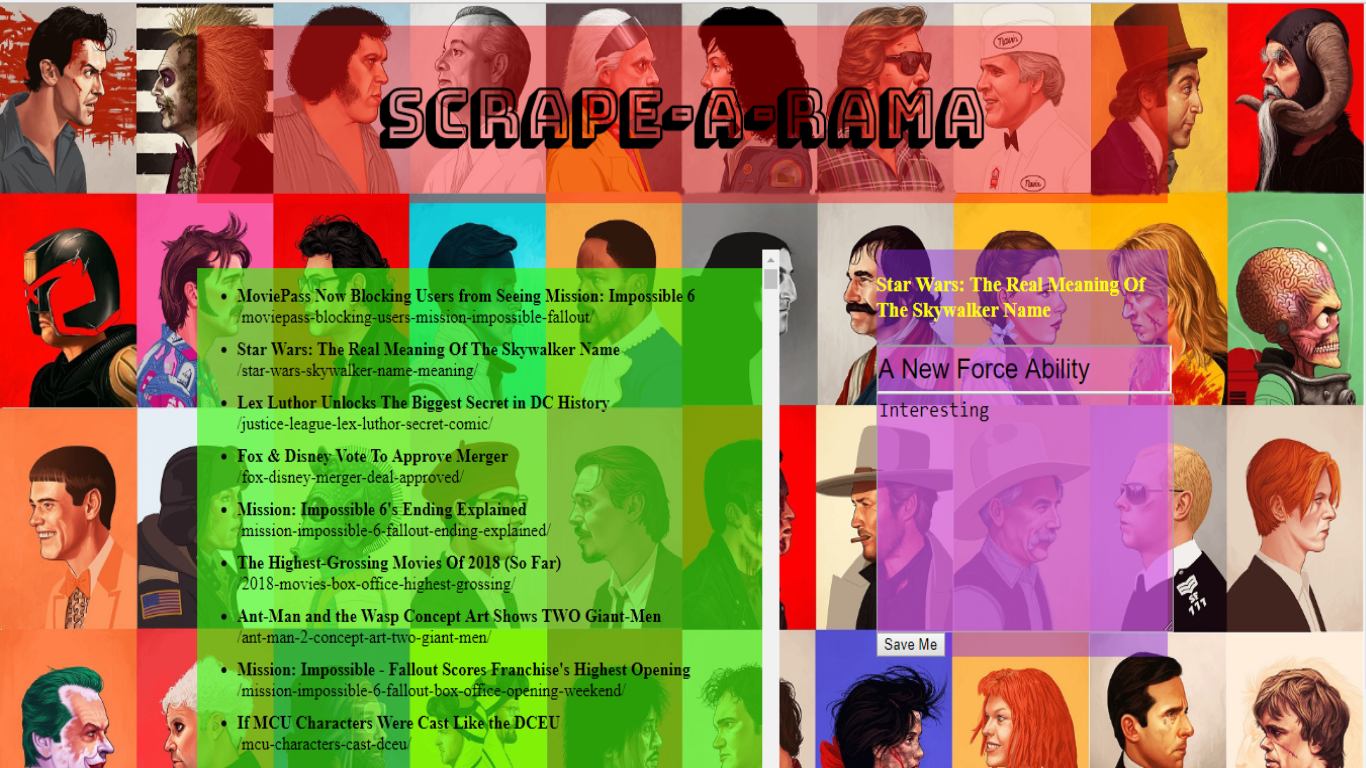 SCRAPE-A-RAMA
Navin
Navin
MoviePass Now Blocking Users from Seeing Mission: Impossible 6
/moviepass-blocking-users-mission-impossible-fallout/
Star Wars: The Real Meaning Of The Skywalker Name
/star-wars-skywalker-name-meaning/
Lex Luthor Unlocks The Biggest Secret in DC History
/justice-league-lex-luthor-secret-comic/
Fox & Disney Vote To Approve Merger
/fox-disney-merger-deal-approved/
Mission: Impossible 6's Ending Explained
/mission-impossible-6-fallout-ending-explained/
The Highest-Grossing Movies Of 2018 (So Far)
/2018-movies-box-office-highest-grossing/
Ant-Man and the Wasp Concept Art Shows TWO Giant-Men
/ant-man-2-concept-art-two-giant-men/
Mission: Impossible - Fallout Scores Franchise's Highest Opening
/mission-impossible-6-fallout-box-office-opening-weekend/
If MCU Characters Were Cast Like the DCEU
/mcu-characters-cast-dceu/
Star Wars: The Real Meaning Of
The Skywalker Name
A New Force Ability
Interesting
Save Me